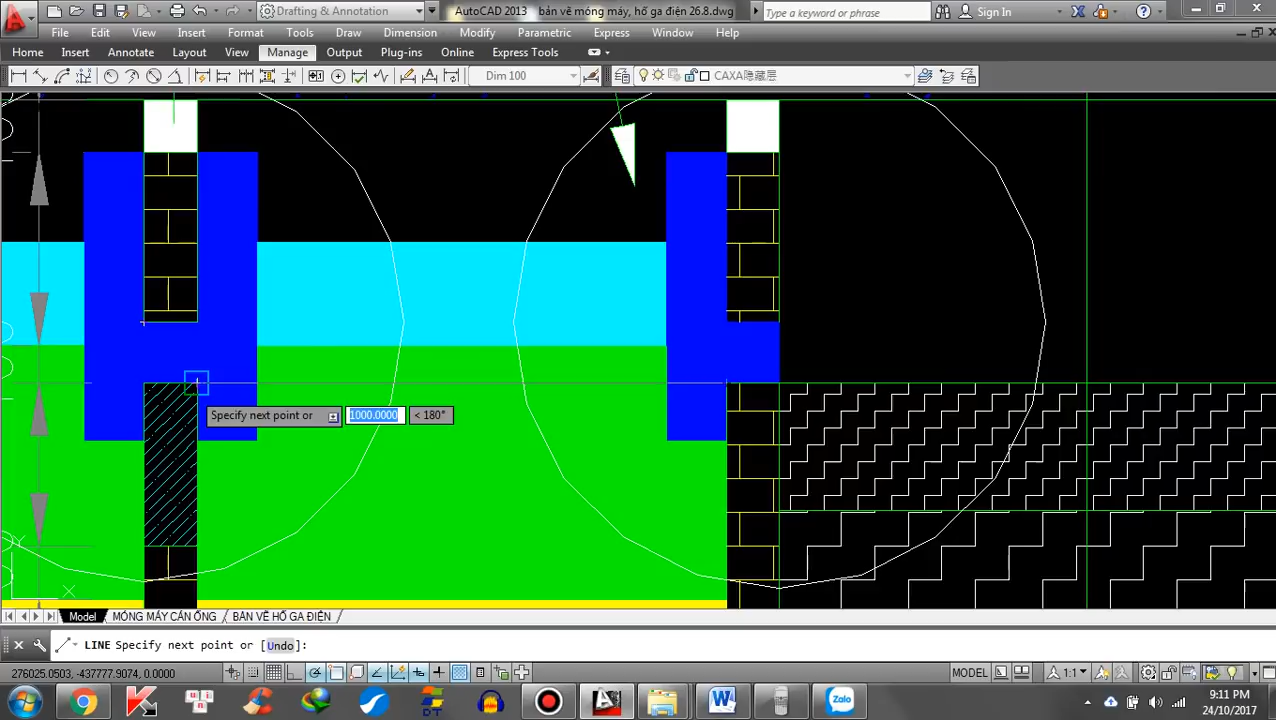 Drafting & Annotation
AutoCAD 2013 bản vẽ móng máy, hố ga điện 26.8.dwg
Type a keyword or phrase
Sign In
File Edit View Insert Format Tools Draw Dimension Modify Parametric Express Window Help
Home Insert Annotate Layout View Manage Output Plug-ins Online Express Tools
Dim 100
CAXA隐藏层
Specify next point or 1000.0000 < 180°
Y
X
Model MÓNG MÁY CÁN ỐNG BẢN VẼ HỐ GA ĐIỆN
LINE Specify next point or [Undo]:
276025.0503, -437777.9074, 0.0000
MODEL
1:1
9:11 PM
24/10/2017
Zalo